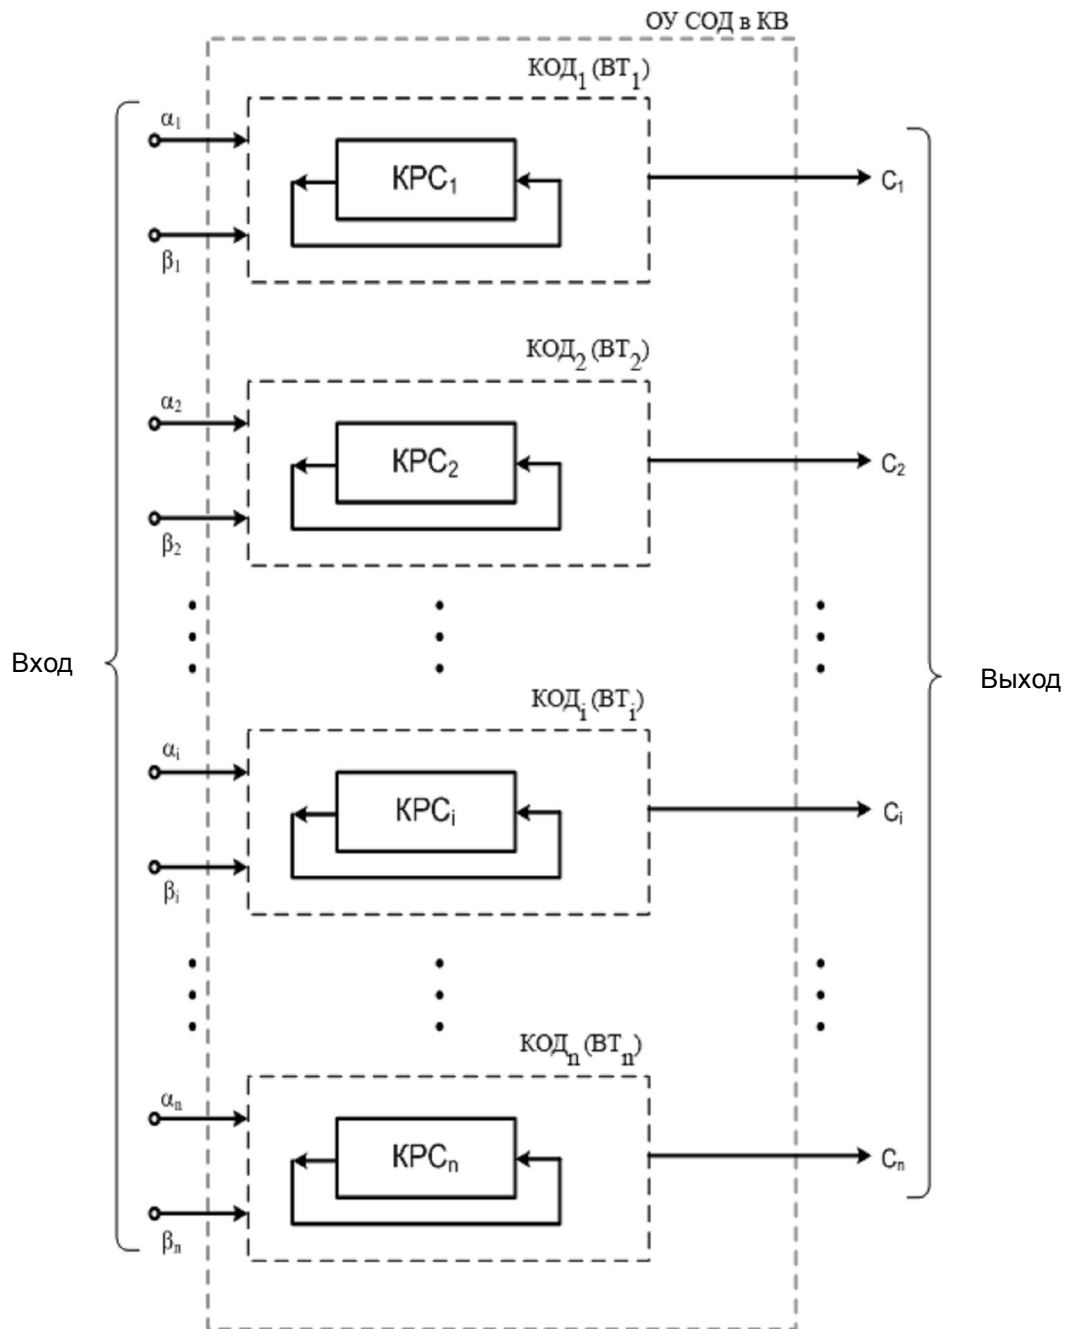 ОУ СОД в КВ
КОД₁ (ВТ₁)
α₁
КРС₁
C₁
β₁
КОД₂ (ВТ₂)
α₂
КРС₂
C₂
β₂
Вход
Выход
КОДᵢ (ВТᵢ)
αᵢ
КРСᵢ
Cᵢ
βᵢ
КОДₙ (ВТₙ)
αₙ
КРСₙ
Cₙ
βₙ